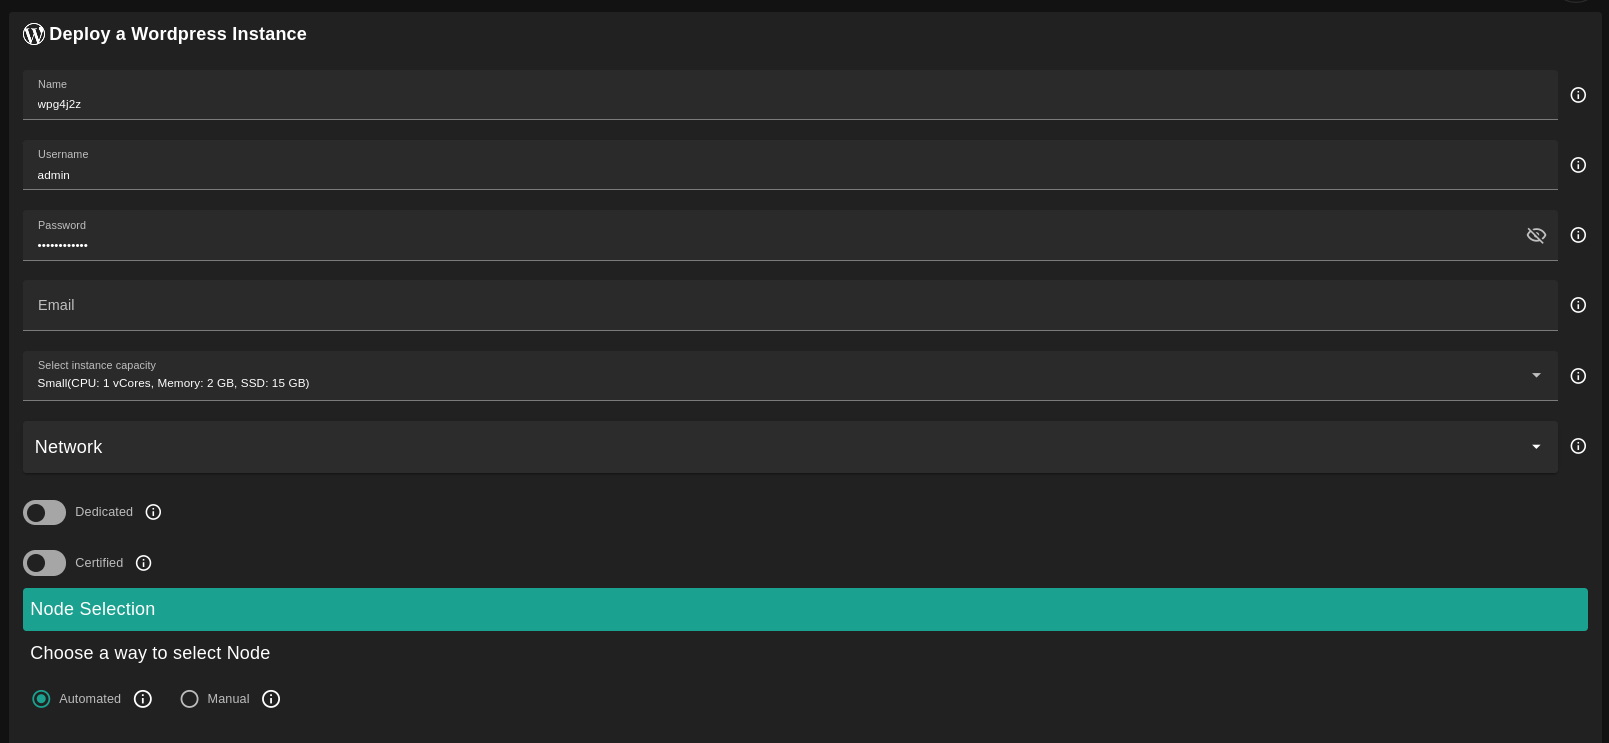 Deploy a Wordpress Instance
Name
wpg4j2z
Username
admin
Password
••••••••••••
Email
Select instance capacity
Small(CPU: 1 vCores, Memory: 2 GB, SSD: 15 GB)
Network
Dedicated
Certified
Node Selection
Choose a way to select Node
Automated Manual